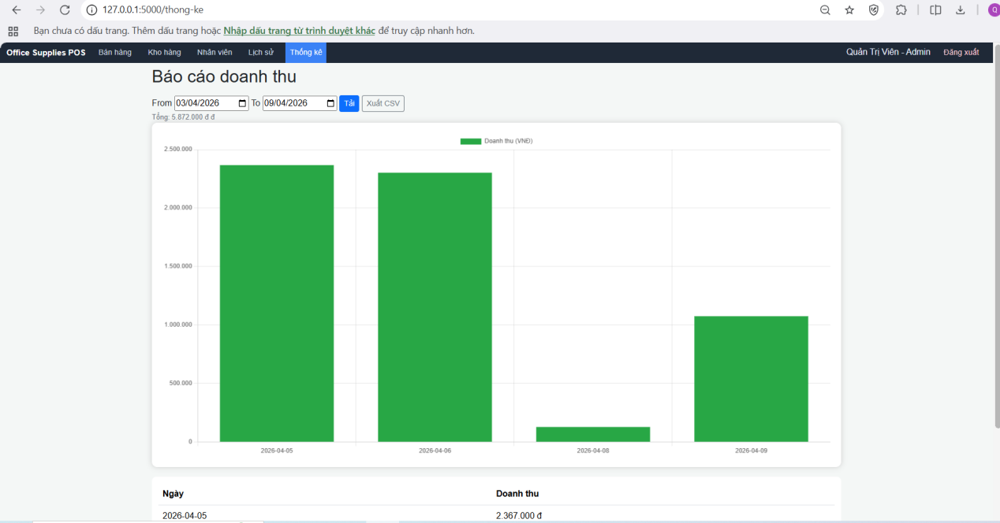 127.0.0.1:5000/thong-ke
Q
Bạn chưa có dấu trang. Thêm dấu trang hoặc Nhập dấu trang từ trình duyệt khác để truy cập nhanh hơn.
Office Supplies POS Bán hàng Kho hàng Nhân viên Lịch sử Thống kê Quản Trị Viên - Admin Đăng xuất
Báo cáo doanh thu
From 03/04/2026 To 09/04/2026 Tải Xuất CSV
Tổng: 5.872.000 đ đ
Doanh thu (VNĐ)
2.500.000
2.000.000
1.500.000
1.000.000
500.000
0
2026-04-05 2026-04-06 2026-04-08 2026-04-09
Ngày Doanh thu
2026-04-05 2.367.000 đ